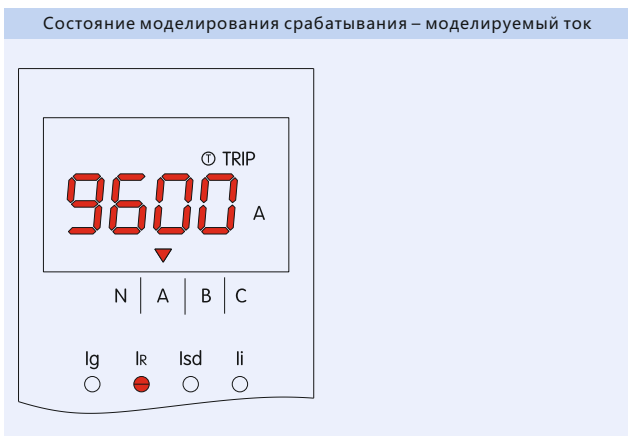 Состояние моделирования срабатывания – моделируемый ток
Ⓣ TRIP
9600 A
N A B C
Ig IR Isd Ii